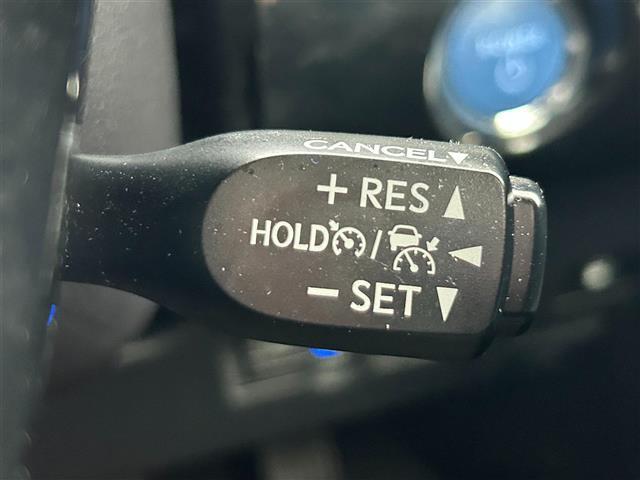 CANCEL
+ RES
HOLD /
- SET